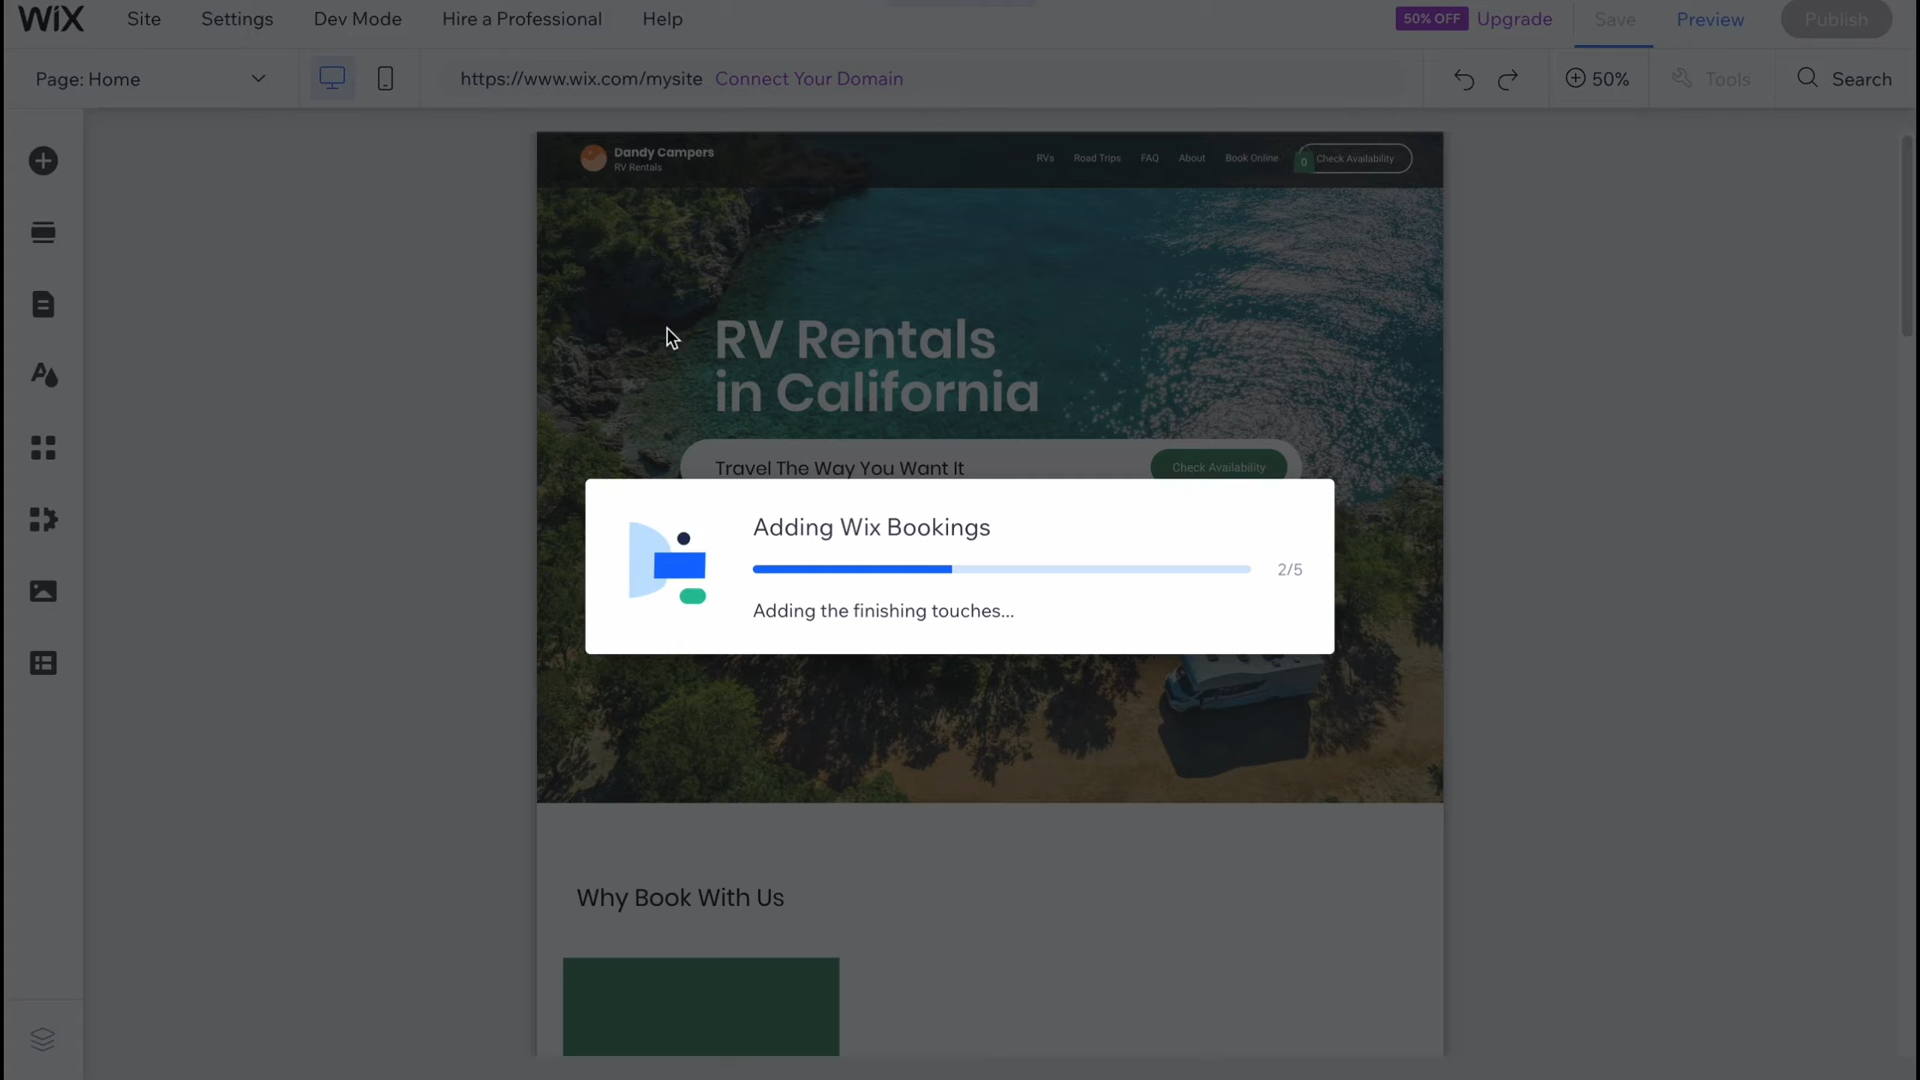 WiX
Site
Settings
Dev Mode
Hire a Professional
Help
50% OFF
Upgrade
Save
Preview
Publish
Page: Home
https://www.wix.com/mysite
Connect Your Domain
50%
Tools
Search
Dandy Campers
RV Rentals
RVs
Road Trips
FAQ
About
Book Online
0
Check Availability
RV Rentals
in California
Travel The Way You Want It
Check Availability
Adding Wix Bookings
2/5
Adding the finishing touches...
Why Book With Us